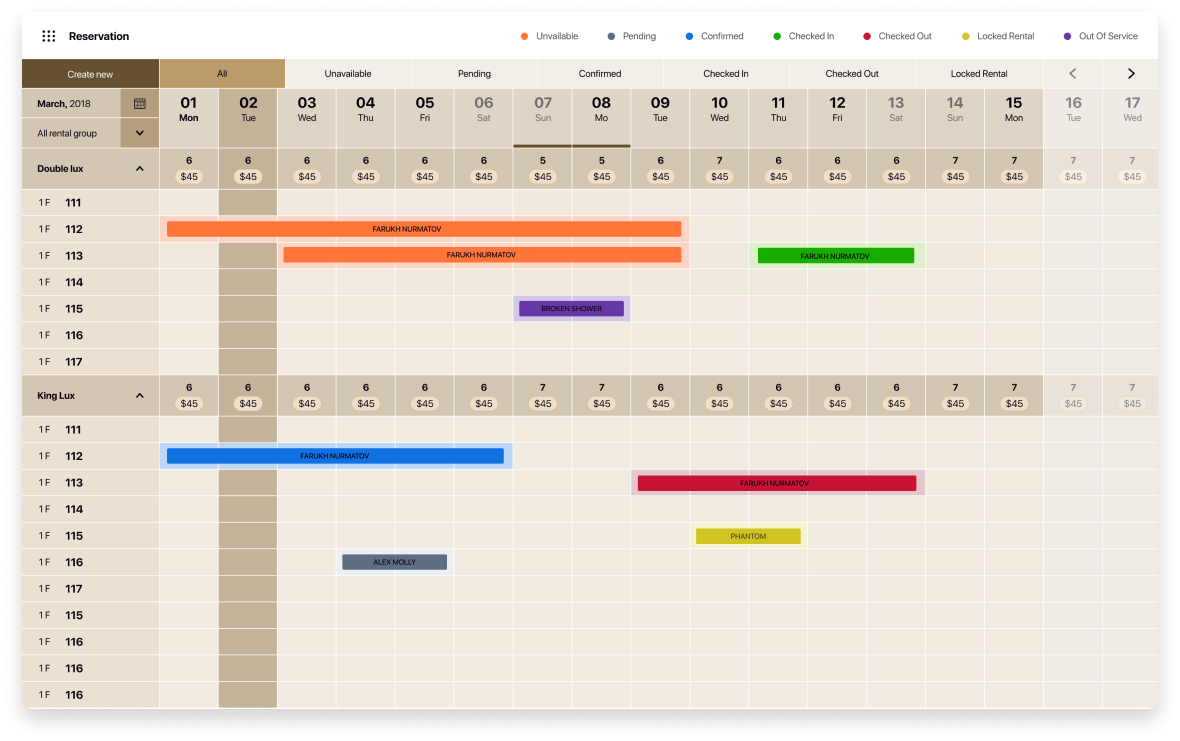 Reservation
Unvailable Pending Confirmed Checked In Checked Out Locked Rental Out Of Service
Create new All Unavailable Pending Confirmed Checked In Checked Out Locked Rental
March, 2018 01 02 03 04 05 06 07 08 09 10 11 12 13 14 15 16 17
Mon Tue Wed Thu Fri Sat Sun Mo Tue Wed Thu Fri Sat Sun Mon Tue Wed
All rental group
Double lux 6 6 6 6 6 6 5 5 6 7 6 6 6 7 7 7 7
$45 $45 $45 $45 $45 $45 $45 $45 $45 $45 $45 $45 $45 $45 $45 $45 $45
1 F 111
1 F 112 FARUKH NURMATOV
1 F 113 FARUKH NURMATOV FARUKH NURMATOV
1 F 114
1 F 115 BROKEN SHOWER
1 F 116
1 F 117
King Lux 6 6 6 6 6 6 7 7 6 6 6 6 6 7 7 7 7
$45 $45 $45 $45 $45 $45 $45 $45 $45 $45 $45 $45 $45 $45 $45 $45 $45
1 F 111
1 F 112 FARUKH NURMATOV
1 F 113 FARUKH NURMATOV
1 F 114
1 F 115 PHANTOM
1 F 116 ALEX MOLLY
1 F 117
1 F 115
1 F 116
1 F 116
1 F 116